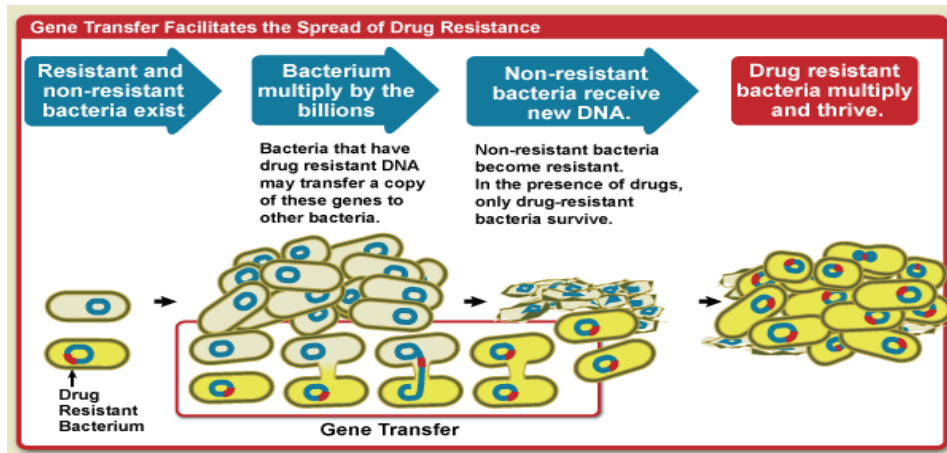 Gene Transfer Facilitates the Spread of Drug Resistance
Resistant and
non-resistant
bacteria exist
Bacterium
multiply by the
billions
Bacteria that have
drug resistant DNA
may transfer a copy
of these genes to
other bacteria.
Non-resistant
bacteria receive
new DNA.
Non-resistant bacteria
become resistant.
In the presence of drugs,
only drug-resistant
bacteria survive.
Drug resistant
bacteria multiply
and thrive.
Drug
Resistant
Bacterium
Gene Transfer